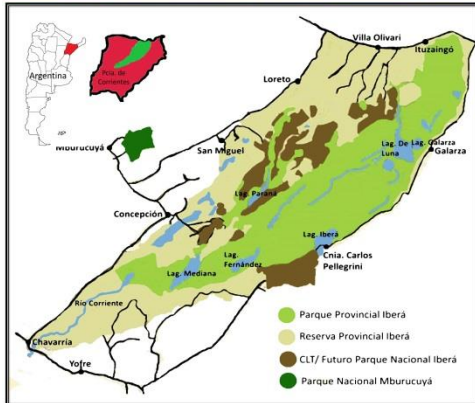 Villa Olivari
Ituzaingó
Argentina
Pcia. de
Corrientes
Loreto
Mburucuyá
San Miguel
Lag. De
Luna
Lag. Galarza
Galarza
Lag. Paraná
Concepción
Lag. Iberá
Lag.
Fernández
Cnia. Carlos
Pellegrini
Lag. Mediana
Río Corriente
Chavarría
Yofre
Parque Provincial Iberá
Reserva Provincial Iberá
CLT/ Futuro Parque Nacional Iberá
Parque Nacional Mburucuyá